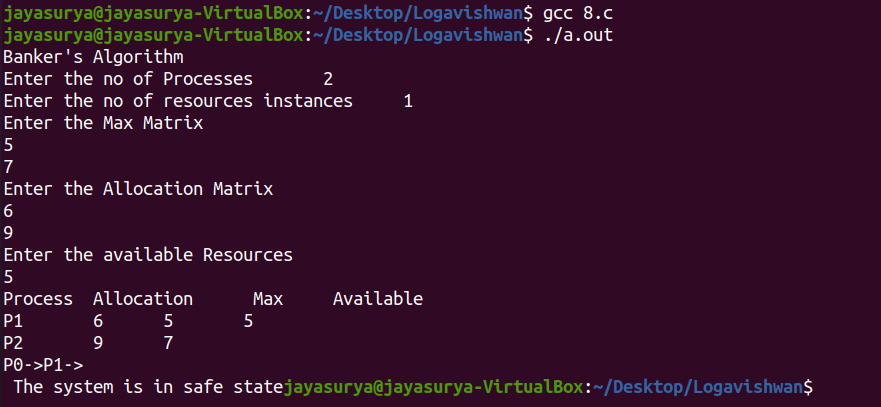 jayasurya@jayasurya-VirtualBox:~/Desktop/Logavishwan$ gcc 8.c
jayasurya@jayasurya-VirtualBox:~/Desktop/Logavishwan$ ./a.out
Banker's Algorithm
Enter the no of Processes       2
Enter the no of resources instances     1
Enter the Max Matrix
5
7
Enter the Allocation Matrix
6
9
Enter the available Resources
5
Process  Allocation      Max     Available
P1       6      5       5
P2       9      7
P0->P1->
 The system is in safe statejayasurya@jayasurya-VirtualBox:~/Desktop/Logavishwan$